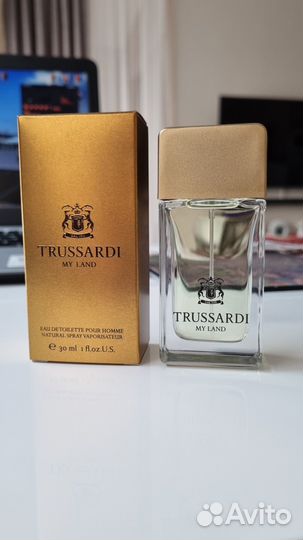 TRUSSARDI
MY LAND
EAU DE TOILETTE POUR HOMME
NATURAL SPRAY VAPORISATEUR
e 30 ml 1 fl.oz.U.S.
TRUSSARDI
MY LAND
Avito